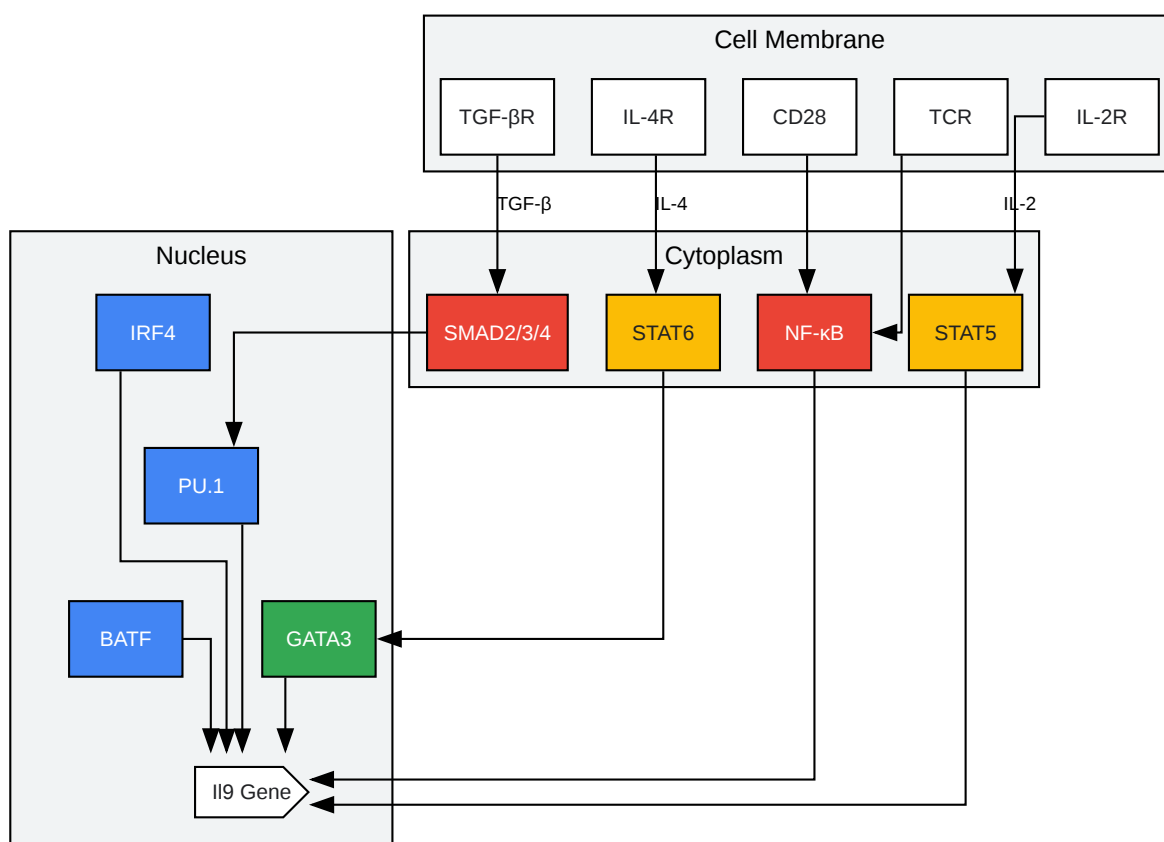 Cell Membrane
TGF-βR
IL-4R
CD28
TCR
IL-2R
TGF-β
IL-4
IL-2
Nucleus
Cytoplasm
IRF4
SMAD2/3/4
STAT6
NF-κB
STAT5
PU.1
BATF
GATA3
Il9 Gene